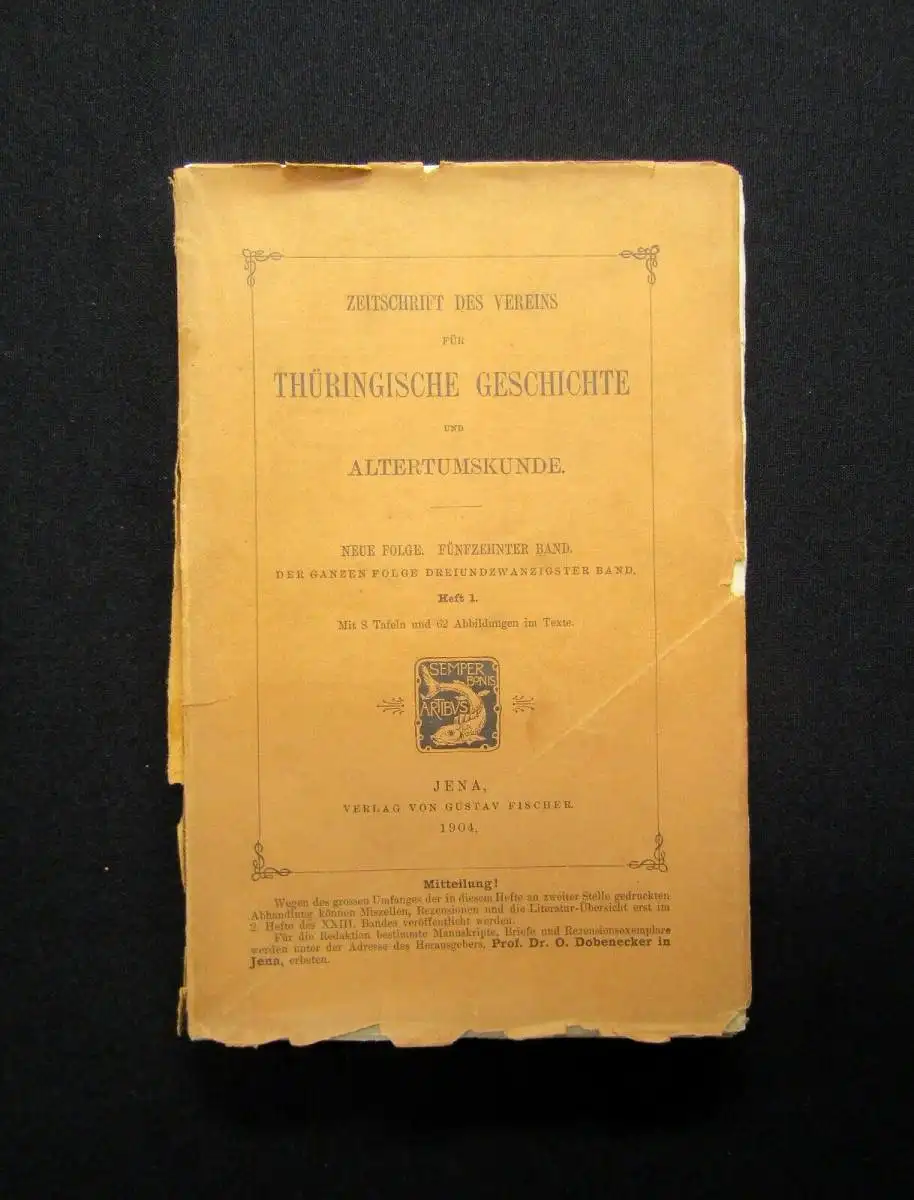 ZEITSCHRIFT DES VEREINS
FÜR
THÜRINGISCHE GESCHICHTE
UND
ALTERTUMSKUNDE.
NEUE FOLGE. FÜNFZEHNTER BAND.
DER GANZEN FOLGE DREIUNDZWANZIGSTER BAND.
Heft 1.
Mit 8 Tafeln und 62 Abbildungen im Texte.
SEMPER
BONIS
ARTIBVS
JENA,
VERLAG VON GUSTAV FISCHER.
1904.
Mitteilung!
Wegen des grossen Umfanges der in diesem Hefte an zweiter Stelle gedruckten
Abhandlung können Miszellen, Rezensionen und die Literatur-Übersicht erst im
2. Hefte des XXIII. Bandes veröffentlicht werden.
Für die Redaktion bestimmte Manuskripte, Briefe und Rezensionsexemplare
werden unter der Adresse des Herausgebers, Prof. Dr. O. Dobenecker in
Jena, erbeten.